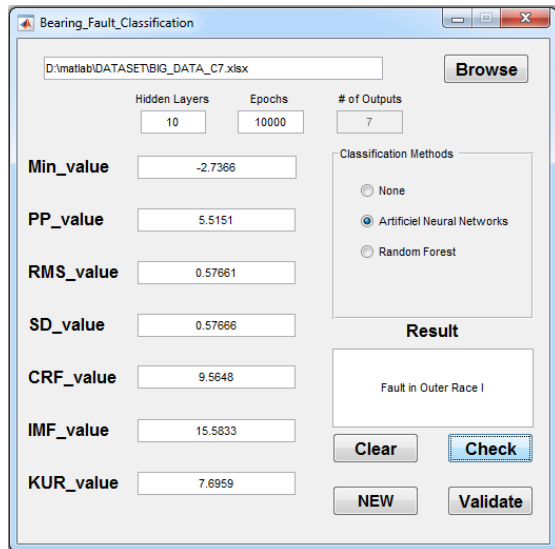 Bearing_Fault_Classification
D:\matlab\DATASET\BIG_DATA_C7.xlsx
Browse
Hidden Layers
Epochs
# of Outputs
10
10000
7
Min_value
-2.7366
PP_value
5.5151
RMS_value
0.57661
SD_value
0.57666
CRF_value
9.5648
IMF_value
15.5833
KUR_value
7.6959
Classification Methods
None
Artificiel Neural Networks
Random Forest
Result
Fault in Outer Race I
Clear
Check
NEW
Validate